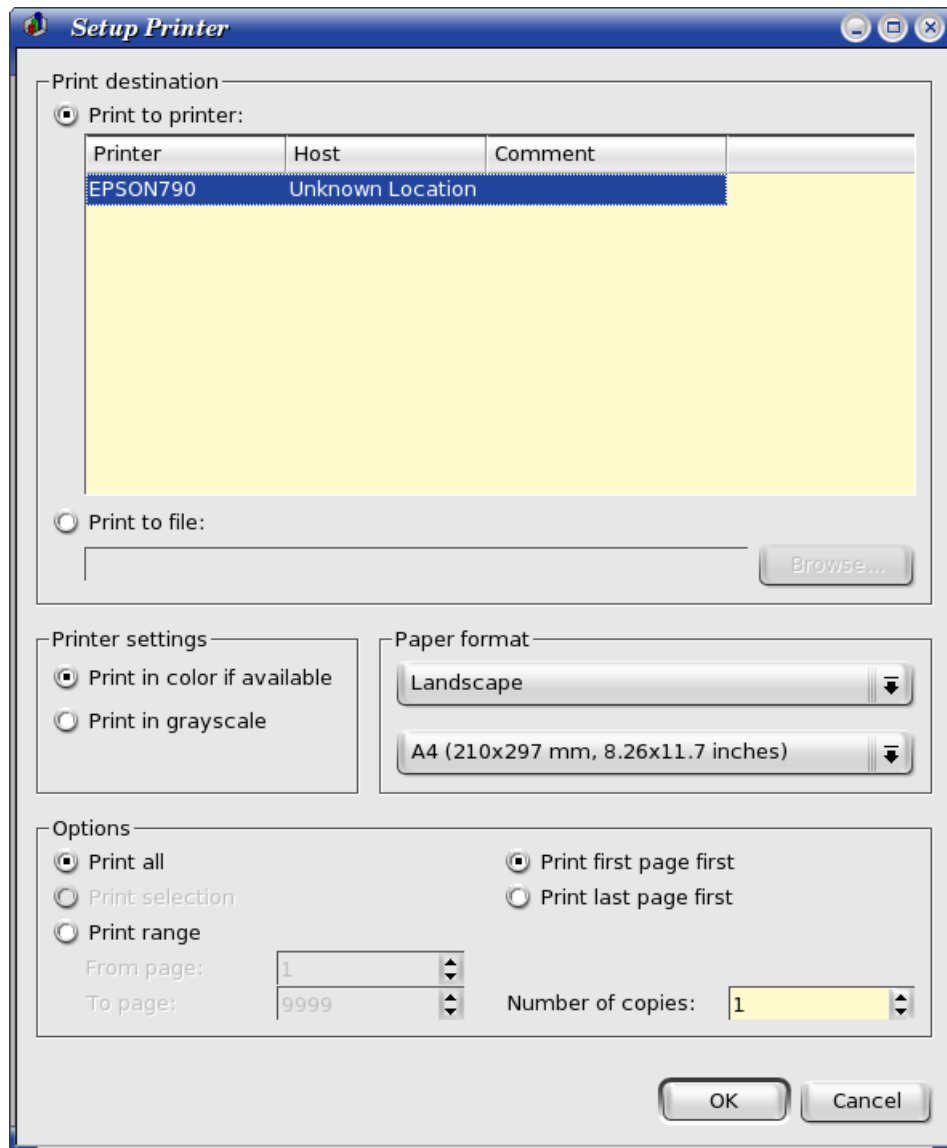 Setup Printer
Print destination
Print to printer:
Printer Host Comment
EPSON790 Unknown Location
Print to file:
Browse...
Printer settings
Print in color if available
Print in grayscale
Paper format
Landscape
A4 (210x297 mm, 8.26x11.7 inches)
Options
Print all
Print selection
Print range
From page: 1
To page: 9999
Print first page first
Print last page first
Number of copies: 1
OK Cancel